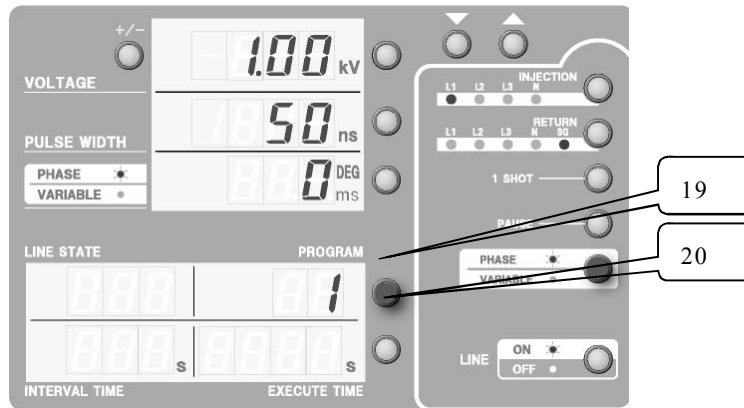 +/−
VOLTAGE
1.00 kV
PULSE WIDTH
50 ns
PHASE
VARIABLE
0 DEG
ms
LINE STATE
PROGRAM
1
s
s
INTERVAL TIME
EXECUTE TIME
INJECTION
L1 L2 L3 N
RETURN
L1 L2 L3 N SG
1 SHOT
PAUSE
PHASE
VARIABLE
LINE
ON
OFF
19
20